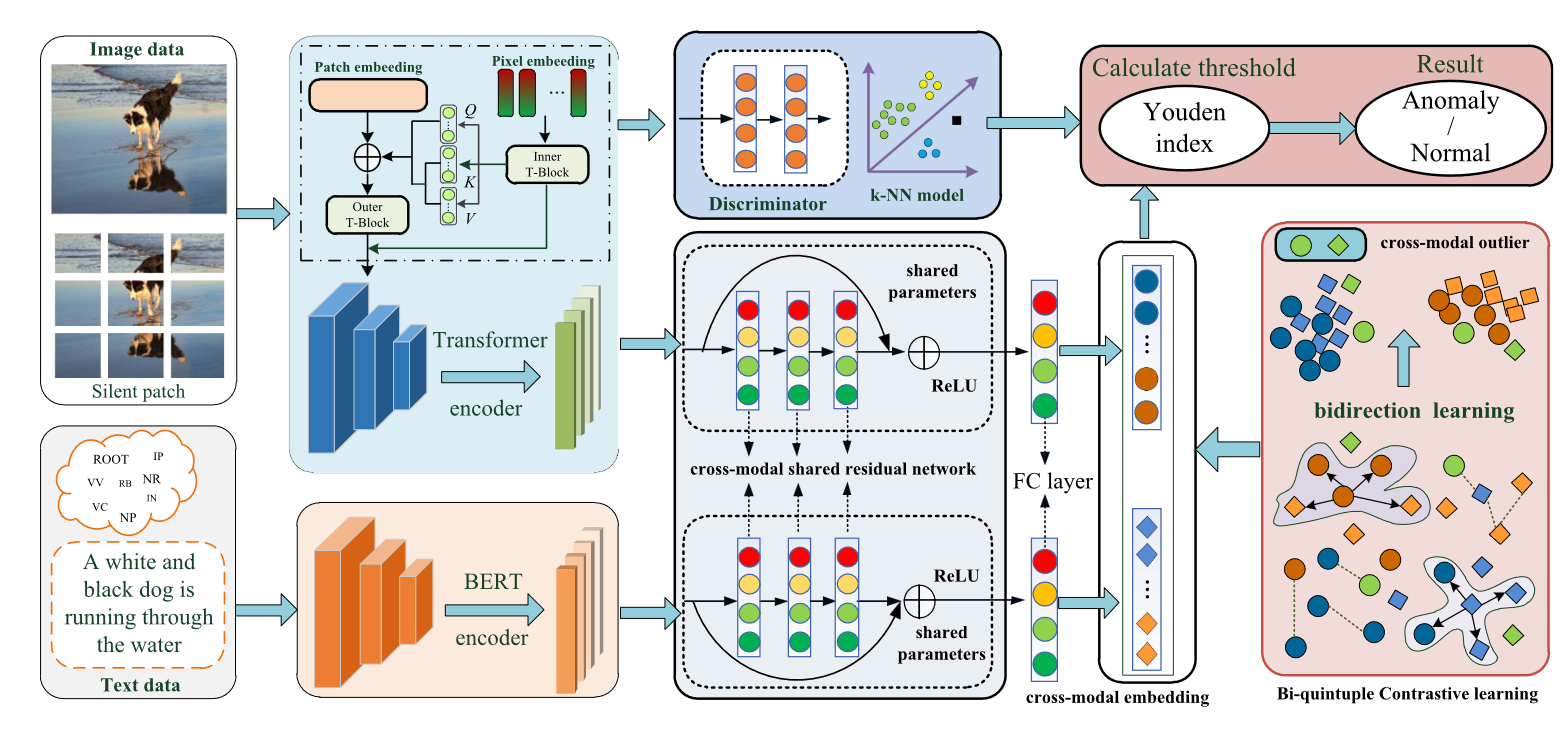 Image data
Silent patch
ROOT
IP
VV
RB
NR
IN
VC
NP
A white and
black dog is
running through
the water
Text data
Patch embeeding
Pixel embeeding
...
Q
K
V
Inner
T-Block
Outer
T-Block
Transformer
encoder
BERT
encoder
Discriminator
k-NN model
shared
parameters
ReLU
cross-modal shared residual network
ReLU
shared
parameters
FC layer
cross-modal embedding
Calculate threshold
Result
Youden
index
Anomaly
/
Normal
cross-modal outlier
bidirection learning
Bi-quintuple Contrastive learning